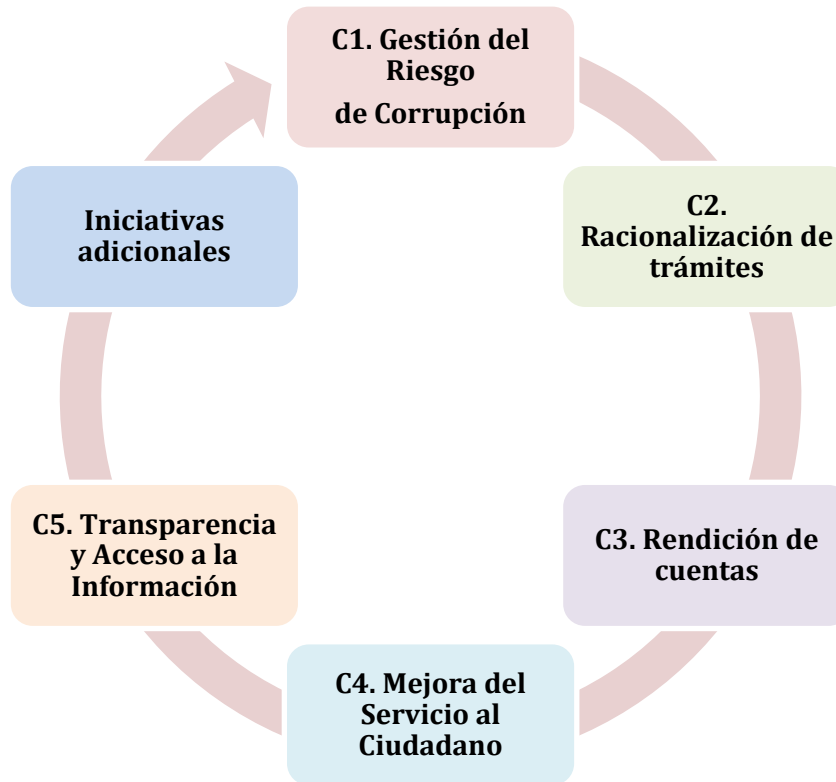 C1. Gestión del
Riesgo
de Corrupción
C2.
Racionalización de
trámites
C3. Rendición de
cuentas
C4. Mejora del
Servicio al
Ciudadano
C5. Transparencia
y Acceso a la
Información
Iniciativas
adicionales